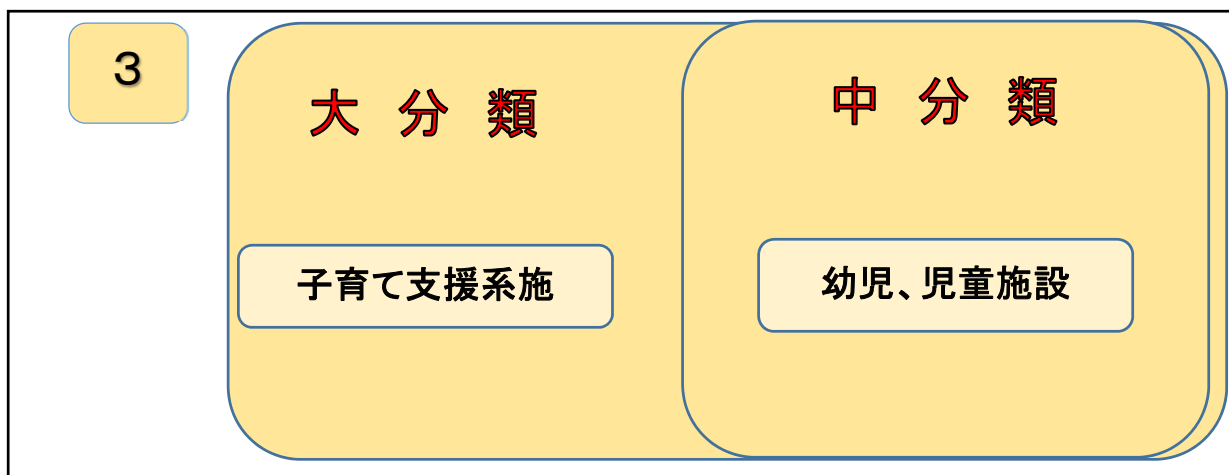 3
大 分 類
中 分 類
子育て支援系施
幼児、児童施設